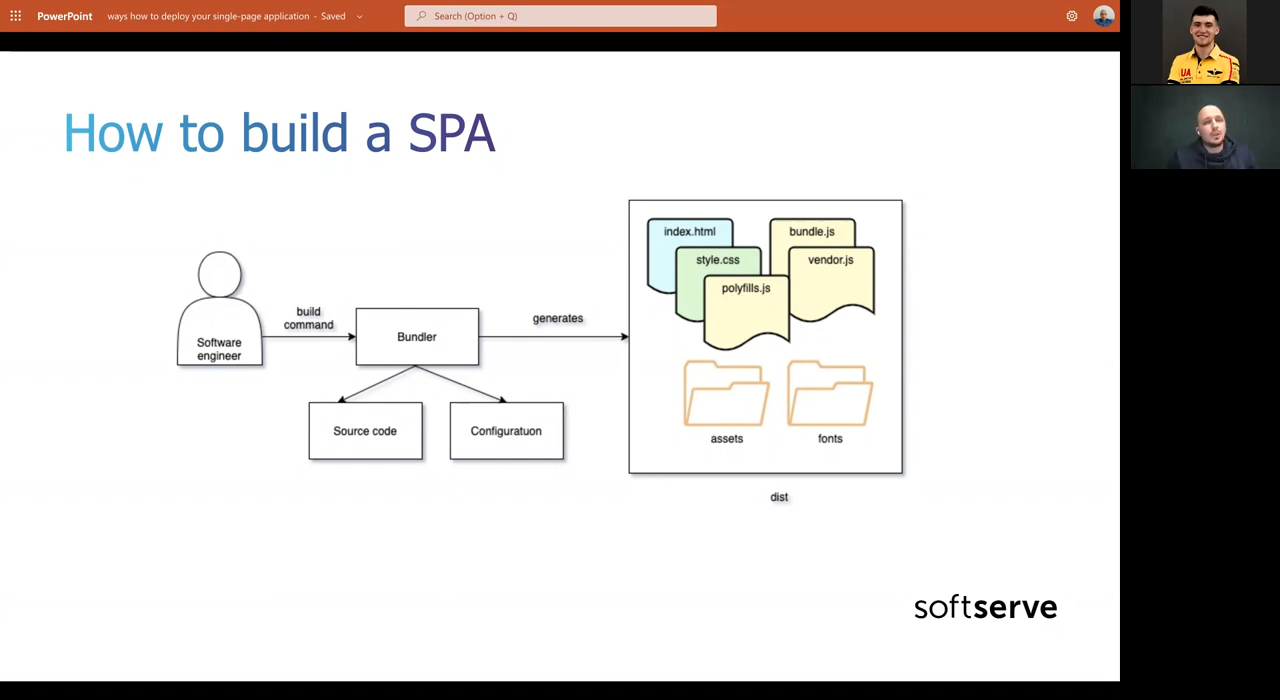 PowerPoint ways how to deploy your single-page application - Saved Search (Option + Q)
UA
How to build a SPA
index.html
bundle.js
style.css
vendor.js
polyfills.js
build
command
generates
Software
engineer
Bundler
Source code
Configuratuon
assets
fonts
dist
softserve